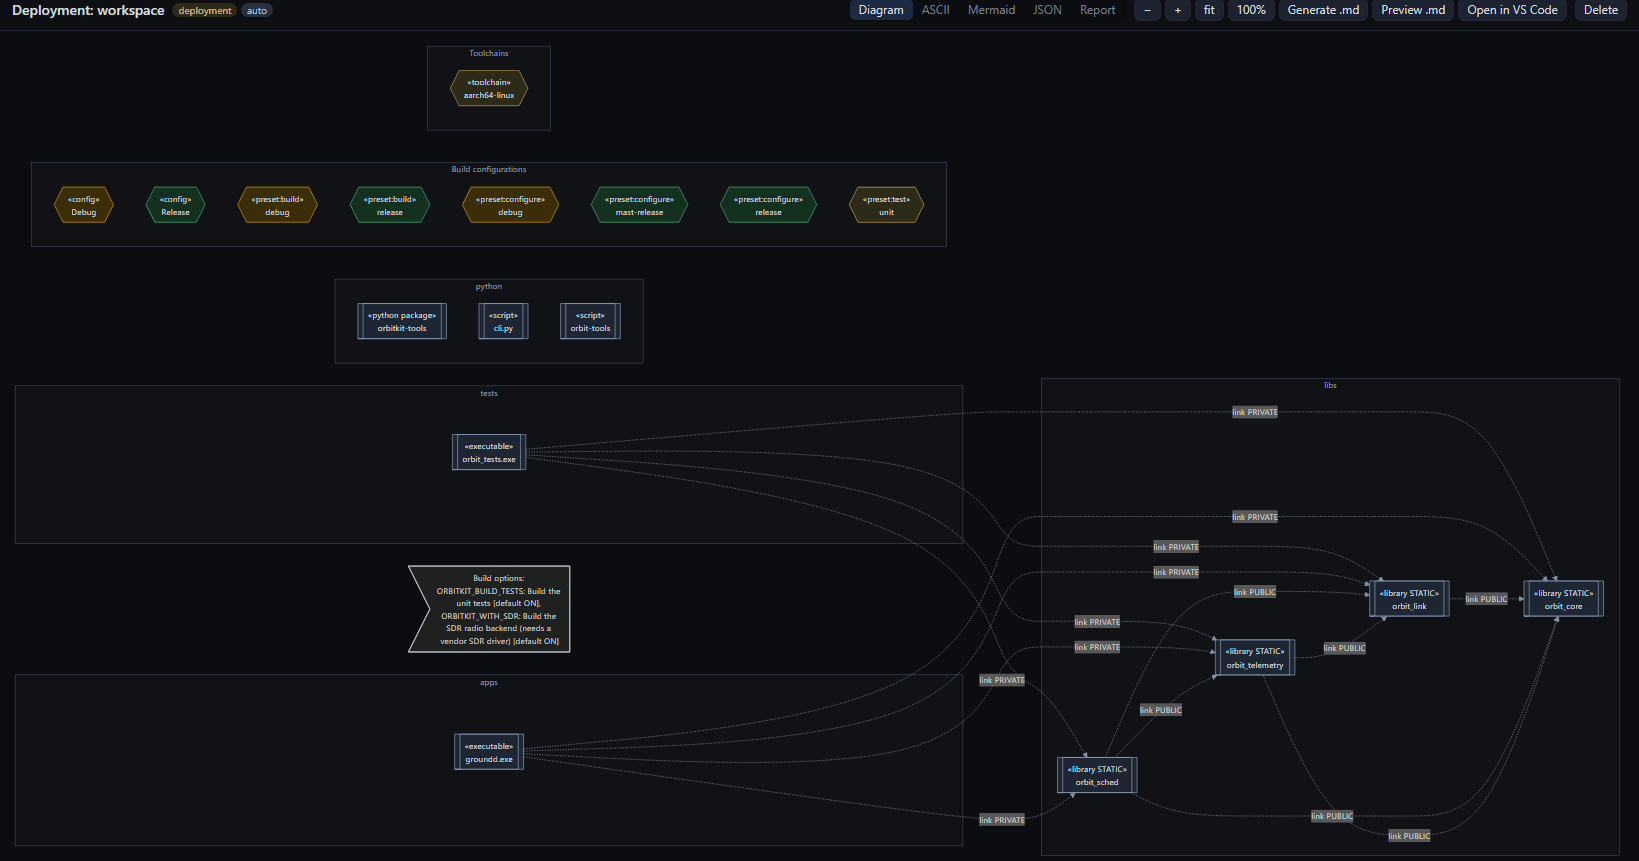 Deployment: workspace deployment auto
Diagram ASCII Mermaid JSON Report − + fit 100% Generate .md Preview .md Open in VS Code Delete
Toolchains
«toolchain»
aarch64-linux
Build configurations
«config»
Debug
«config»
Release
«preset:build»
debug
«preset:build»
release
«preset:configure»
debug
«preset:configure»
mast-release
«preset:configure»
release
«preset:test»
unit
python
«python package»
orbitkit-tools
«script»
cli.py
«script»
orbit-tools
tests
«executable»
orbit_tests.exe
Build options:
ORBITKIT_BUILD_TESTS: Build the
unit tests [default ON],
ORBITKIT_WITH_SDR: Build the
SDR radio backend (needs a
vendor SDR driver) [default ON]
apps
«executable»
groundd.exe
libs
link PRIVATE
link PRIVATE
link PRIVATE
link PRIVATE
link PUBLIC
«library STATIC»
orbit_link
link PUBLIC
«library STATIC»
orbit_core
link PRIVATE
link PRIVATE
«library STATIC»
orbit_telemetry
link PUBLIC
link PRIVATE
link PUBLIC
«library STATIC»
orbit_sched
link PRIVATE
link PUBLIC
link PUBLIC